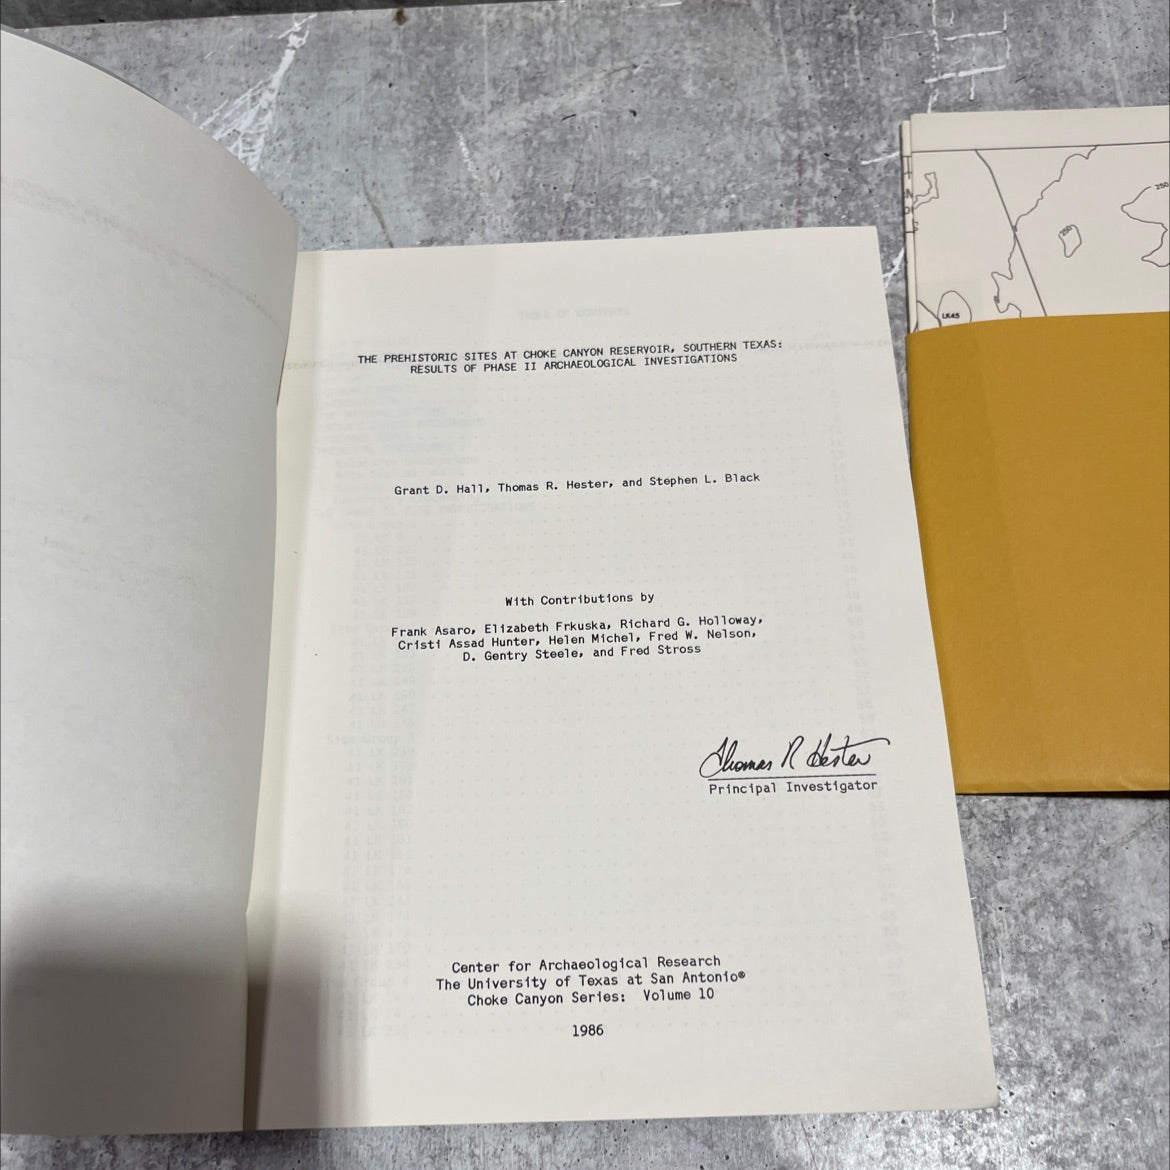 THE PREHISTORIC SITES AT CHOKE CANYON RESERVOIR, SOUTHERN TEXAS:
RESULTS OF PHASE II ARCHAEOLOGICAL INVESTIGATIONS
Grant D. Hall, Thomas R. Hester, and Stephen L. Black
With Contributions by
Frank Asaro, Elizabeth Frkuska, Richard G. Holloway,
Cristi Assad Hunter, Helen Michel, Fred W. Nelson,
D. Gentry Steele, and Fred Stross
Thomas R Hester
Principal Investigator
Center for Archaeological Research
The University of Texas at San Antonio®
Choke Canyon Series: Volume 10
1986
250
250
LK45